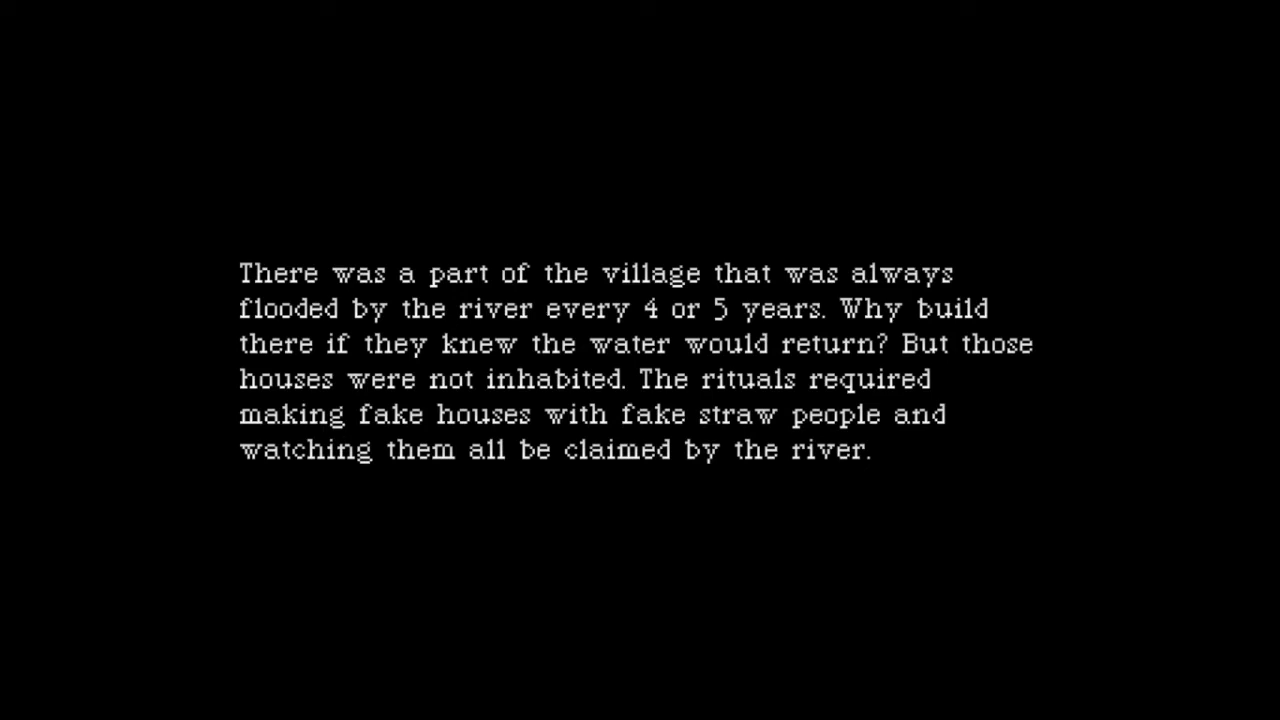 There was a part of the village that was always
flooded by the river every 4 or 5 years. Why build
there if they knew the water would return? But those
houses were not inhabited. The rituals required
making fake houses with fake straw people and
watching them all be claimed by the river.